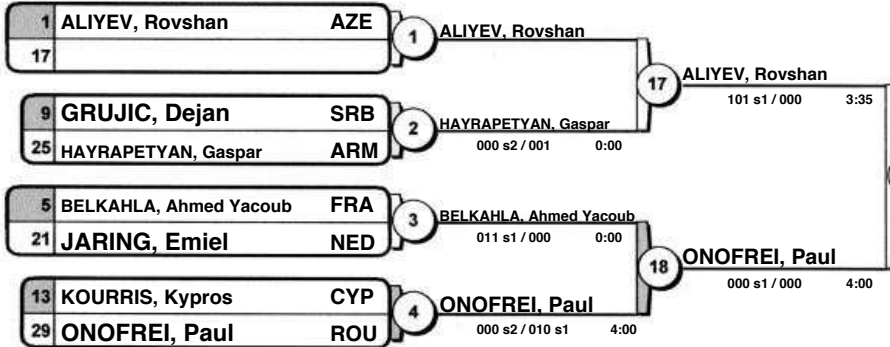 1 ALIYEV, Rovshan AZE
17
1 ALIYEV, Rovshan
9 GRUJIC, Dejan SRB
25 HAYRAPETYAN, Gaspar ARM
2 HAYRAPETYAN, Gaspar
000 s2 / 001 0:00
17 ALIYEV, Rovshan
101 s1 / 000 3:35
5 BELKAHLA, Ahmed Yacoub FRA
21 JARING, Emiel NED
3 BELKAHLA, Ahmed Yacoub
011 s1 / 000 0:00
13 KOURRIS, Kypros CYP
29 ONOFREI, Paul ROU
4 ONOFREI, Paul
000 s2 / 010 s1 4:00
18 ONOFREI, Paul
000 s1 / 000 4:00